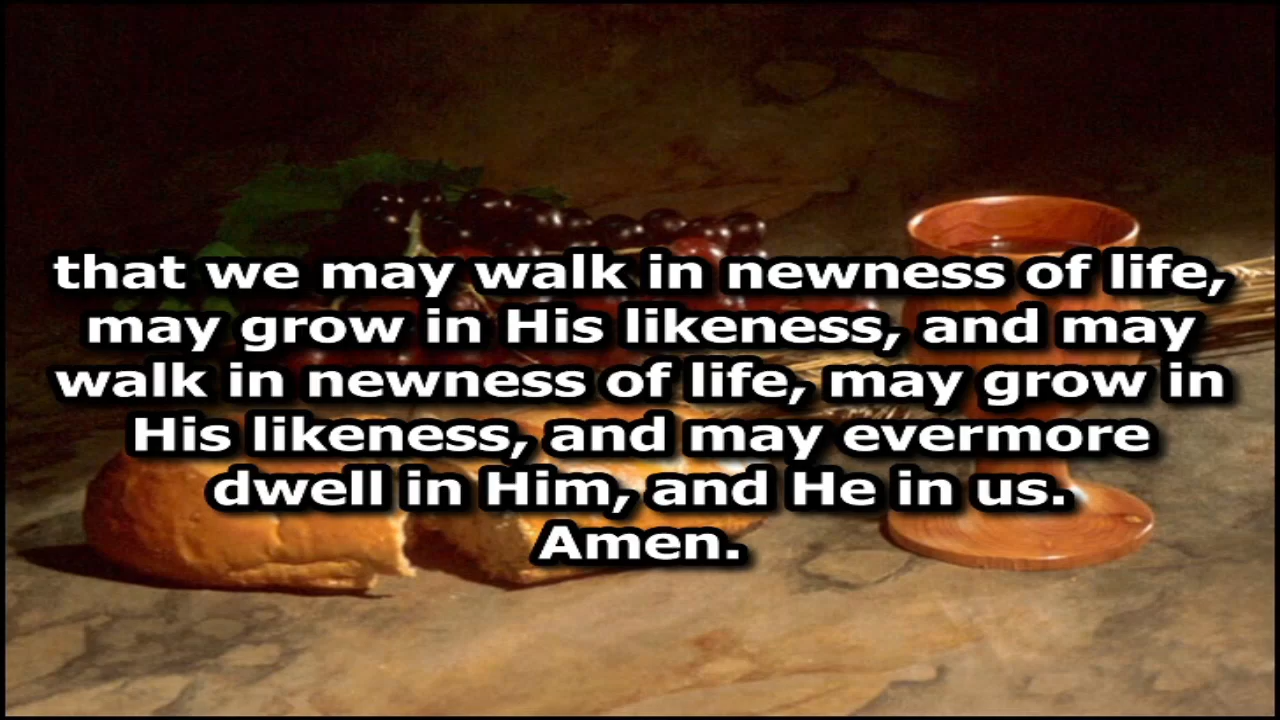 that we may walk in newness of life,
may grow in His likeness, and may
walk in newness of life, may grow in
His likeness, and may evermore
dwell in Him, and He in us.
Amen.